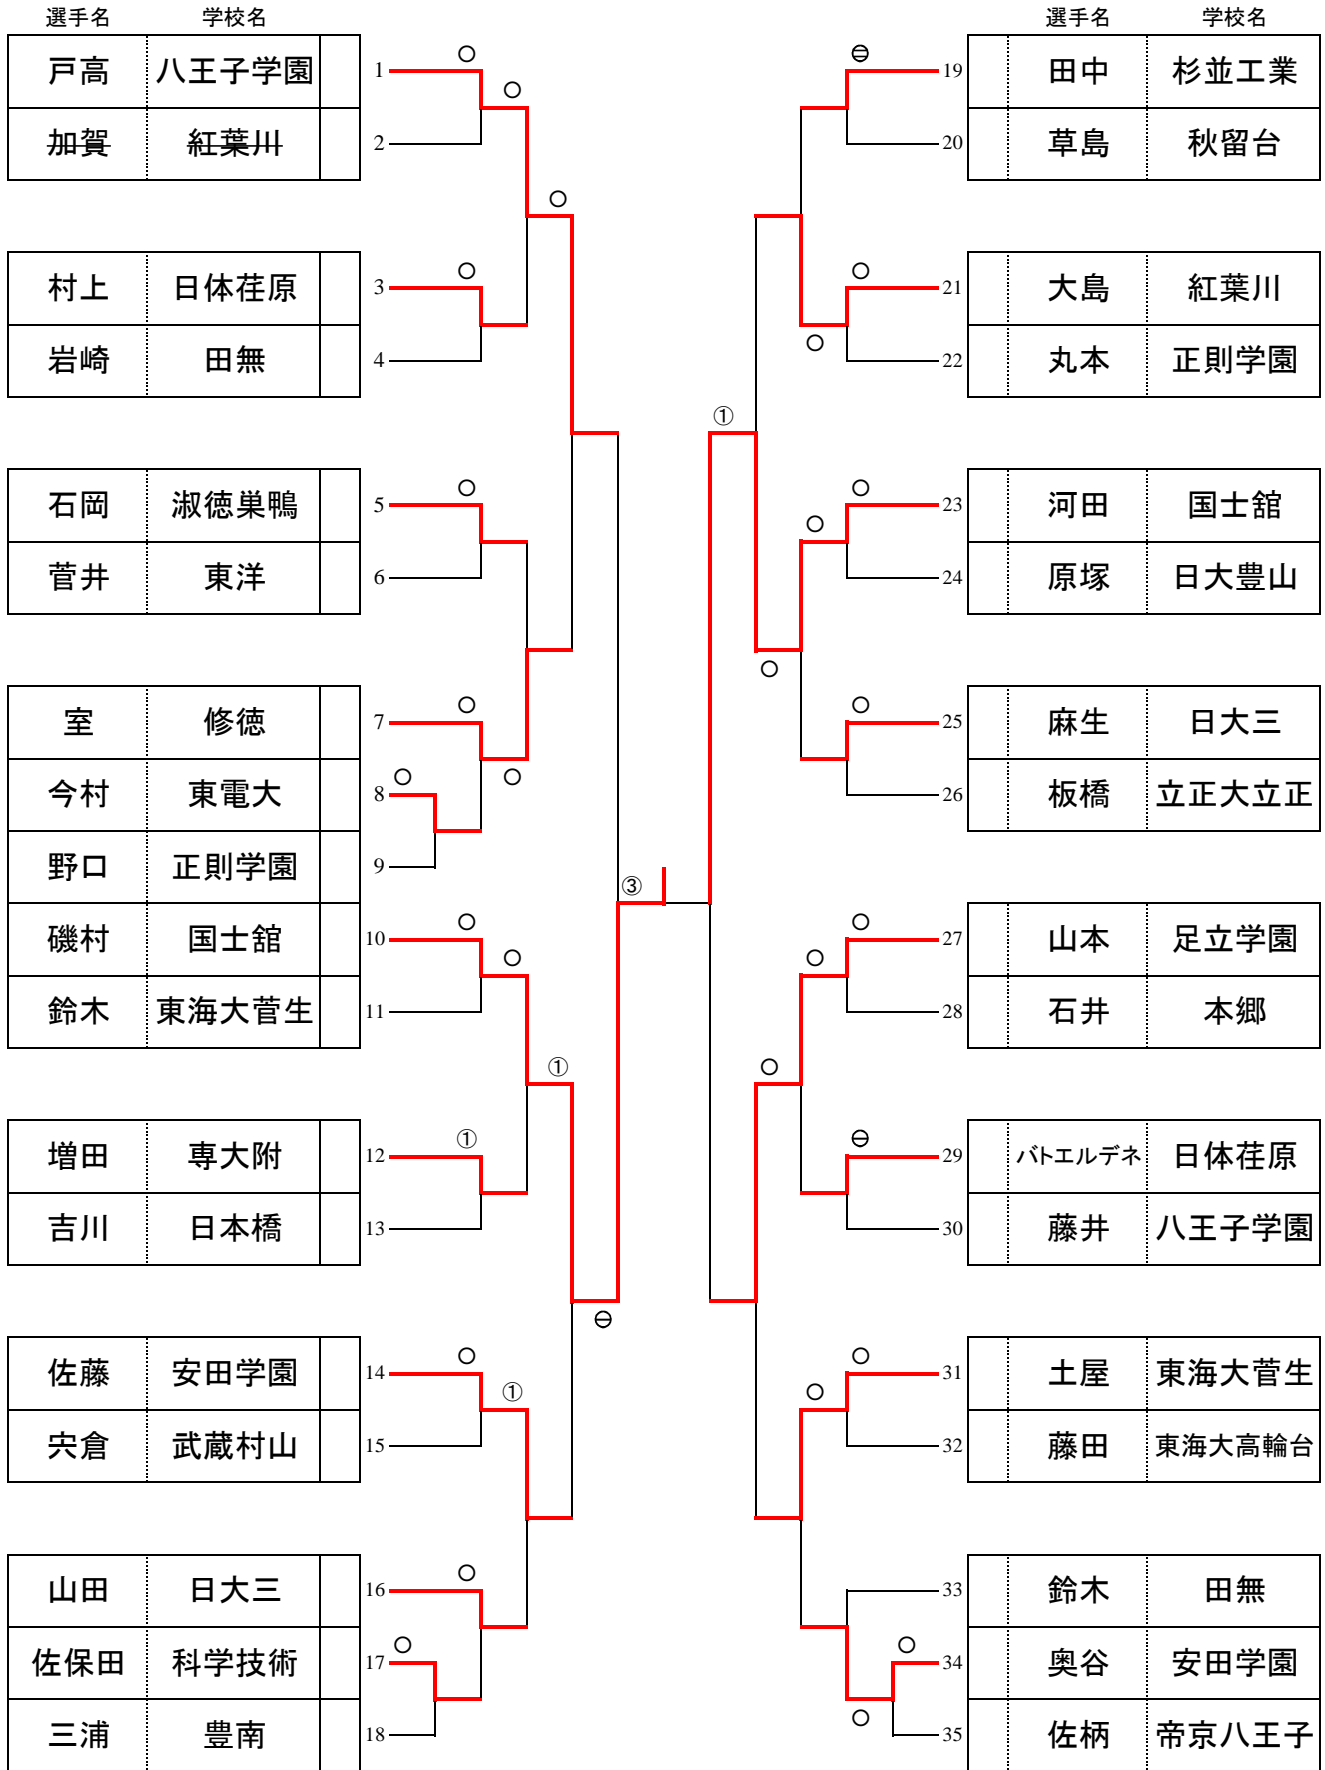 選手名 学校名
戸高 八王子学園 1
加賀 紅葉川 2
村上 日体荏原 3
岩崎 田無 4
石岡 淑徳巣鴨 5
菅井 東洋 6
室 修徳 7
今村 東電大 8
野口 正則学園 9
磯村 国士舘 10
鈴木 東海大菅生 11
増田 専大附 12
吉川 日本橋 13
佐藤 安田学園 14
宍倉 武蔵村山 15
山田 日大三 16
佐保田 科学技術 17
三浦 豊南 18
①
①
①
③
①
選手名 学校名
19 田中 杉並工業
20 草島 秋留台
21 大島 紅葉川
22 丸本 正則学園
23 河田 国士舘
24 原塚 日大豊山
25 麻生 日大三
26 板橋 立正大立正
27 山本 足立学園
28 石井 本郷
29 バトエルデネ 日体荏原
30 藤井 八王子学園
31 土屋 東海大菅生
32 藤田 東海大高輪台
33 鈴木 田無
34 奥谷 安田学園
35 佐柄 帝京八王子